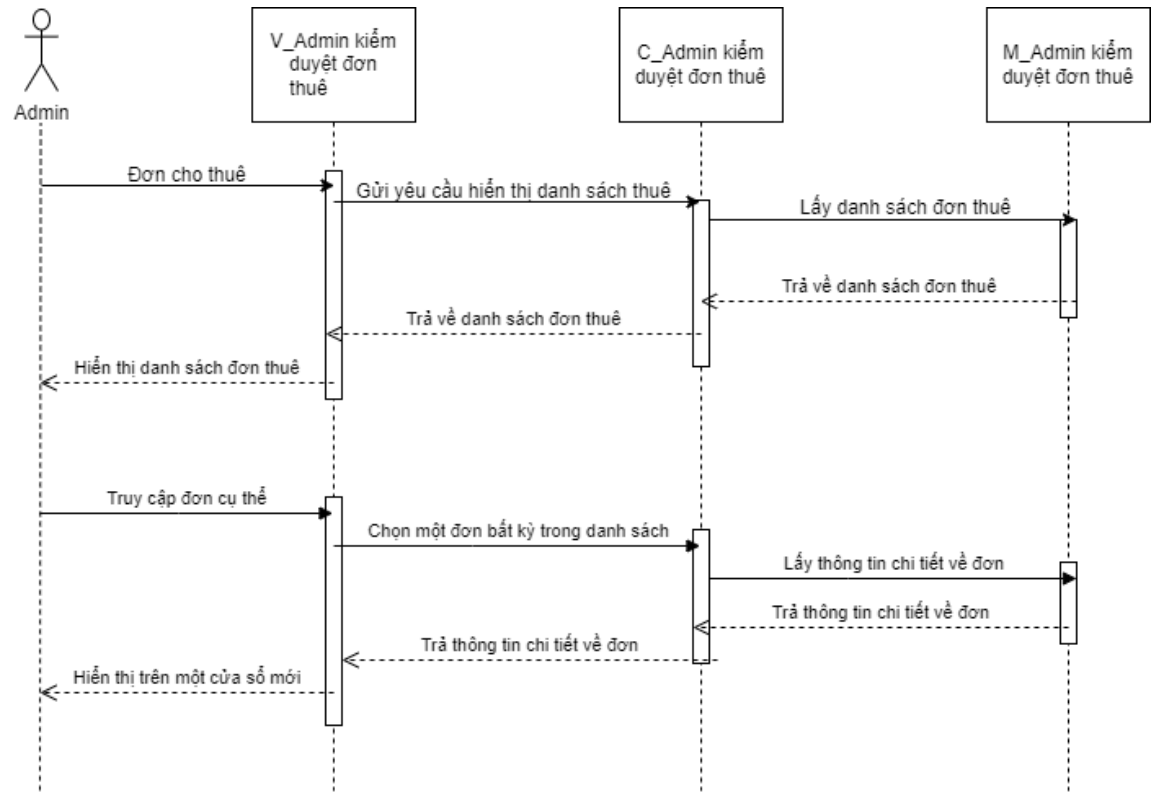 Admin
V_Admin kiểm
duyệt đơn
thuê
C_Admin kiểm
duyệt đơn thuê
M_Admin kiểm
duyệt đơn thuê
Đơn cho thuê
Gửi yêu cầu hiển thị danh sách thuê
Lấy danh sách đơn thuê
Trả về danh sách đơn thuê
Trả về danh sách đơn thuê
Hiển thị danh sách đơn thuê
Truy cập đơn cụ thể
Chọn một đơn bất kỳ trong danh sách
Lấy thông tin chi tiết về đơn
Trả thông tin chi tiết về đơn
Trả thông tin chi tiết về đơn
Hiển thị trên một cửa sổ mới